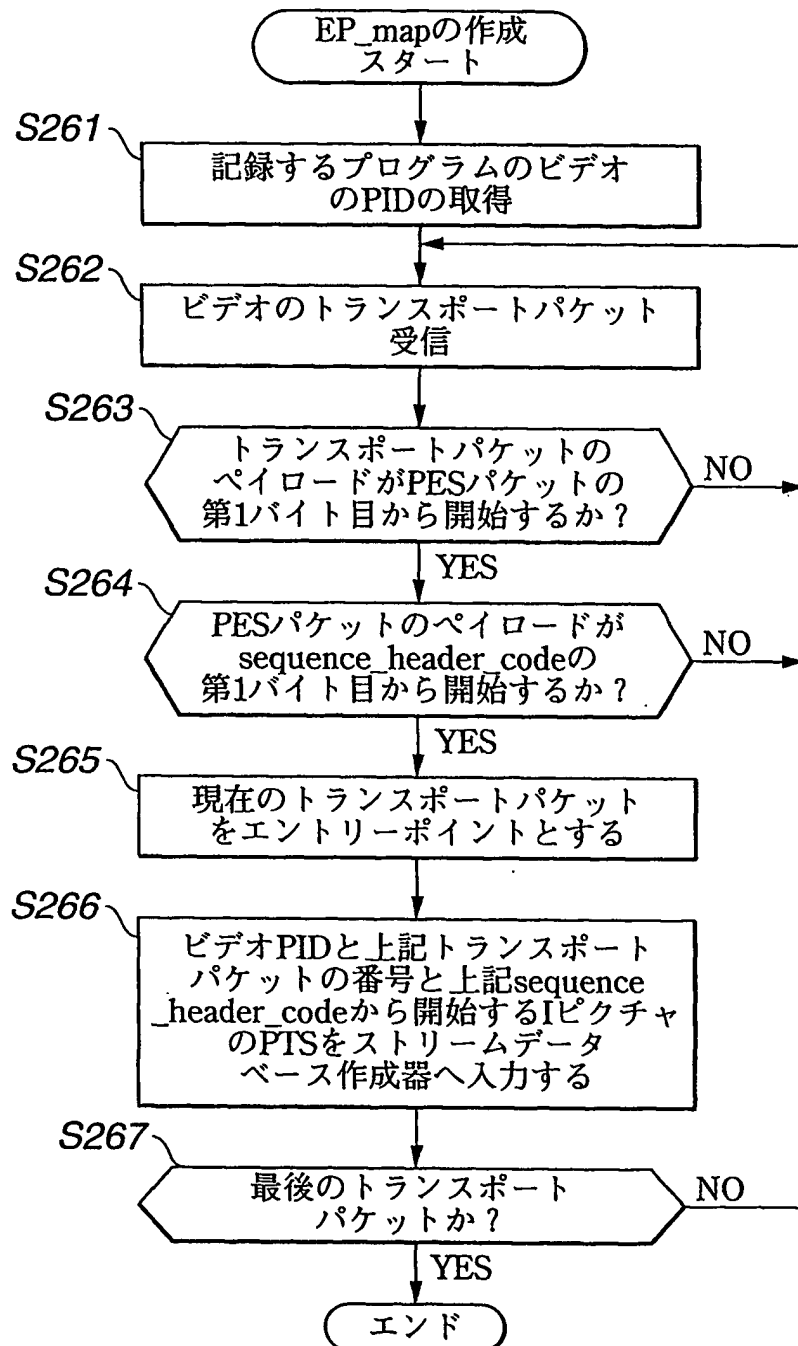 EP_mapの作成
スタート
S261
記録するプログラムのビデオ
のPIDの取得
S262
ビデオのトランスポートパケット
受信
S263
トランスポートパケットの
ペイロードがPESパケットの
第1バイト目から開始するか？
NO
YES
S264
PESパケットのペイロードが
sequence_header_codeの
第1バイト目から開始するか？
NO
YES
S265
現在のトランスポートパケット
をエントリーポイントとする
S266
ビデオPIDと上記トランスポート
パケットの番号と上記sequence
_header_codeから開始するIピクチャ
のPTSをストリームデータ
ベース作成器へ入力する
S267
最後のトランスポート
パケットか？
NO
YES
エンド